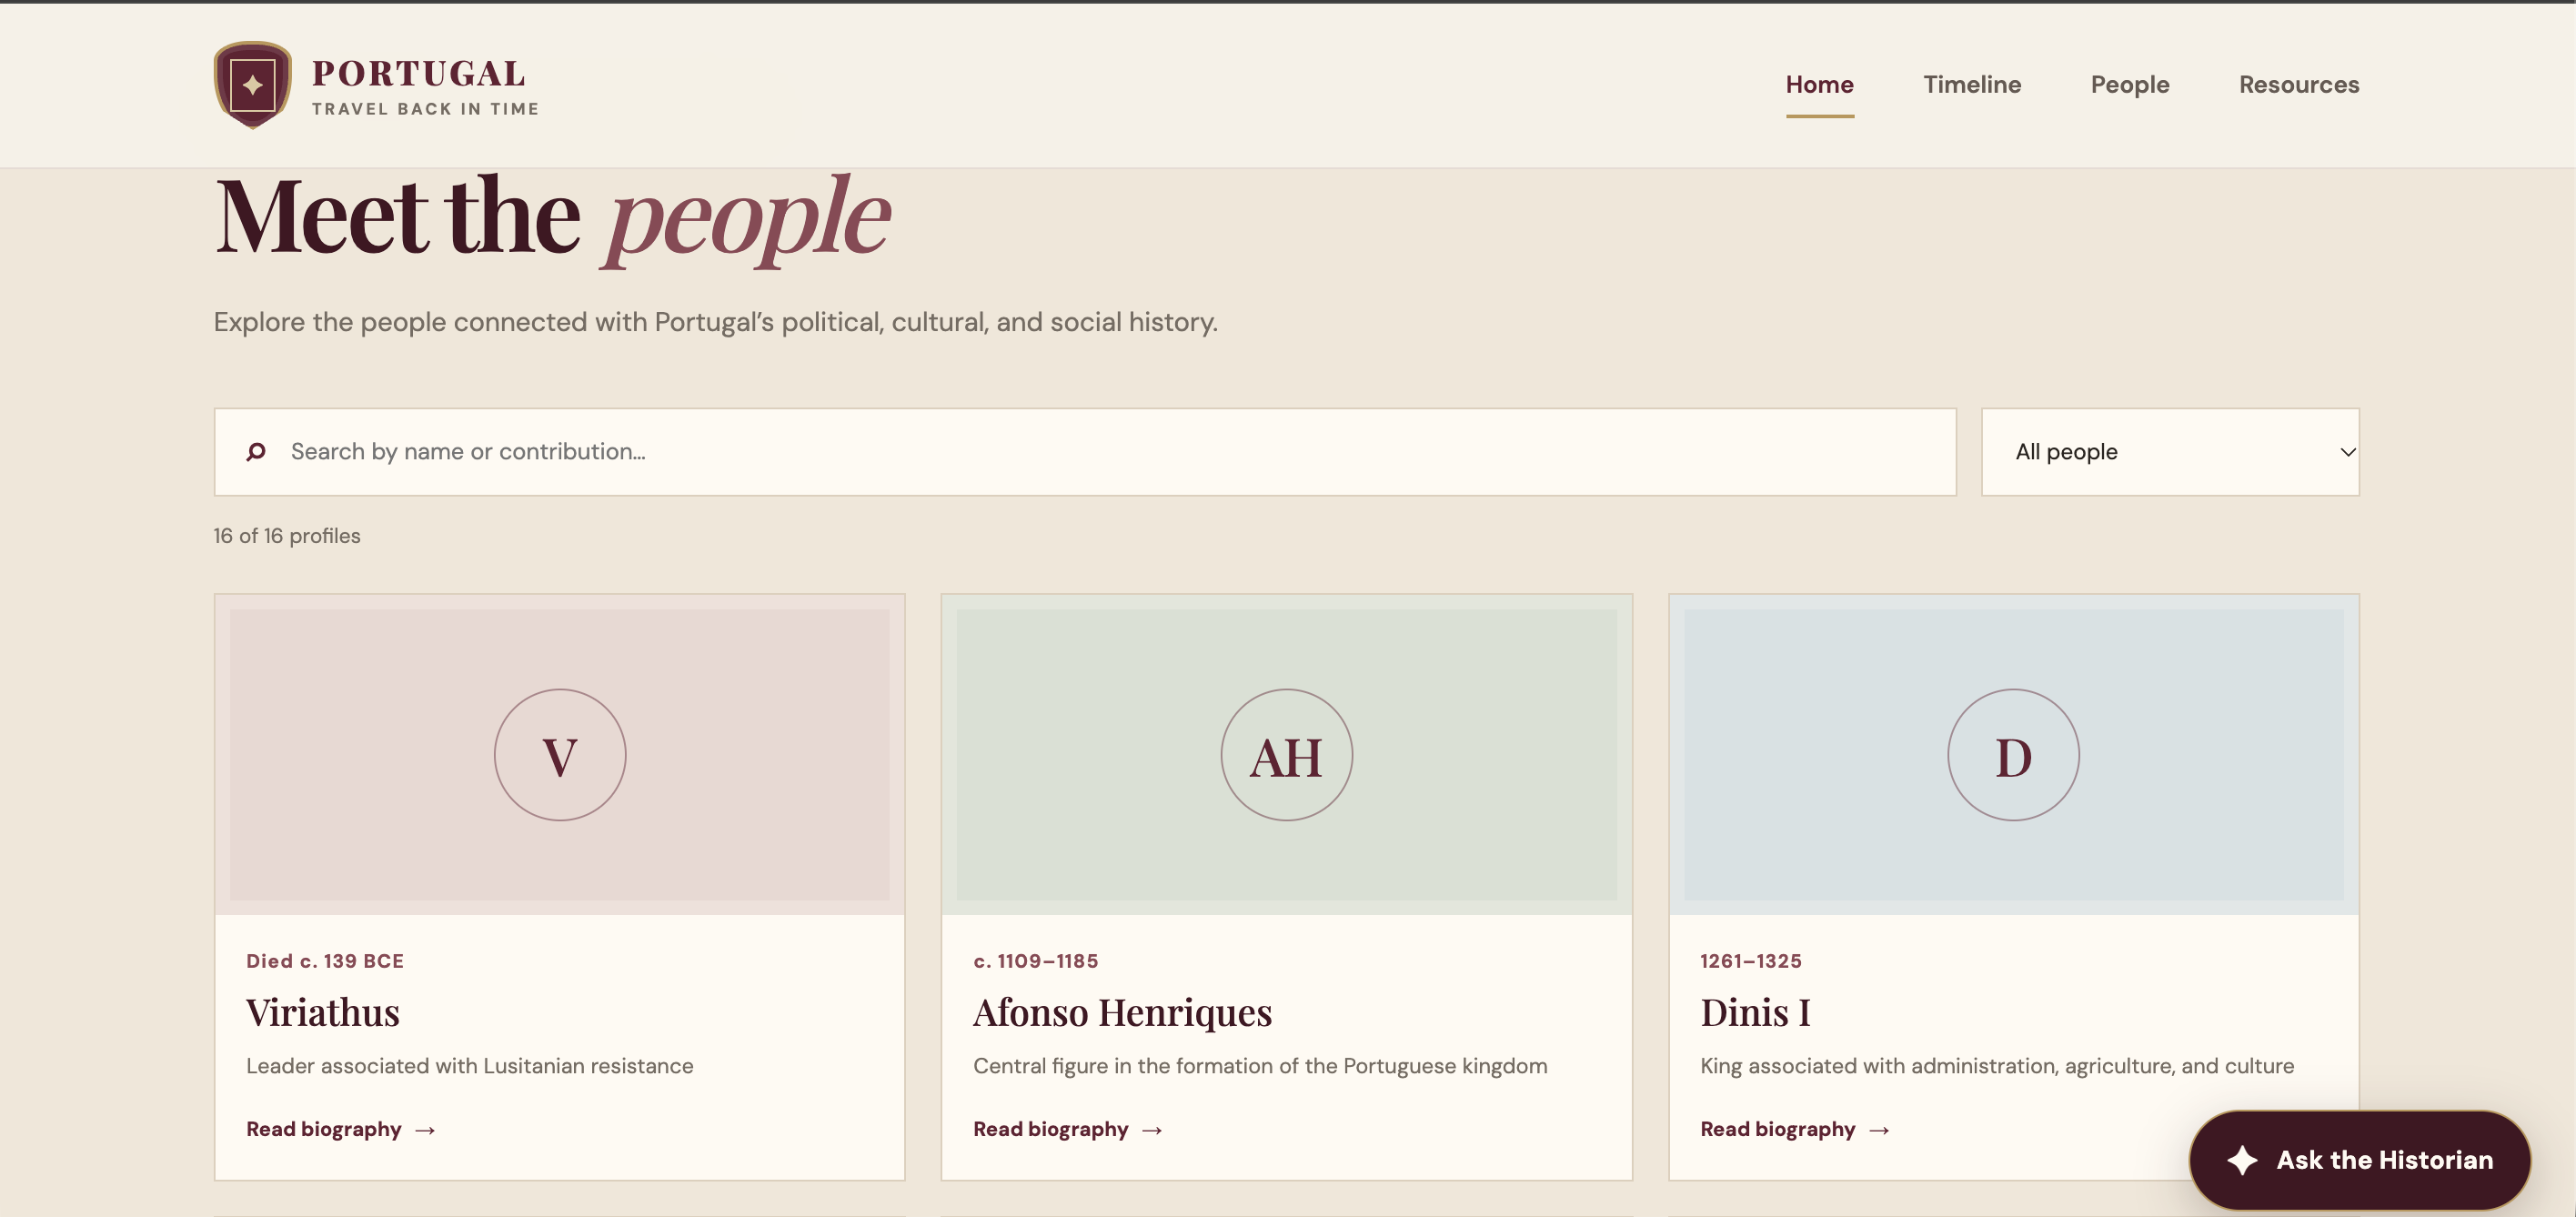 PORTUGAL
TRAVEL BACK IN TIME
Home
Timeline
People
Resources
Meet the people
Explore the people connected with Portugal’s political, cultural, and social history.
Search by name or contribution...
All people
16 of 16 profiles
V
Died c. 139 BCE
Viriathus
Leader associated with Lusitanian resistance
Read biography →
AH
c. 1109–1185
Afonso Henriques
Central figure in the formation of the Portuguese kingdom
Read biography →
D
1261–1325
Dinis I
King associated with administration, agriculture, and culture
Read biography →
Ask the Historian